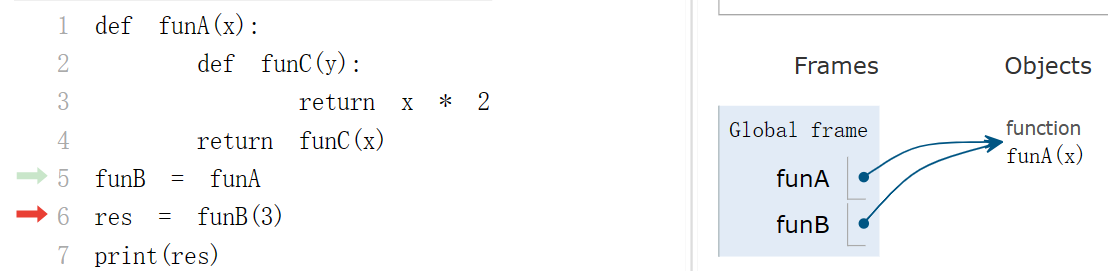 1 def funA(x):
2 def funC(y):
3 return x * 2
4 return funC(x)
5 funB = funA
6 res = funB(3)
7 print(res)
Frames Objects
Global frame
funA
funB
function
funA(x)